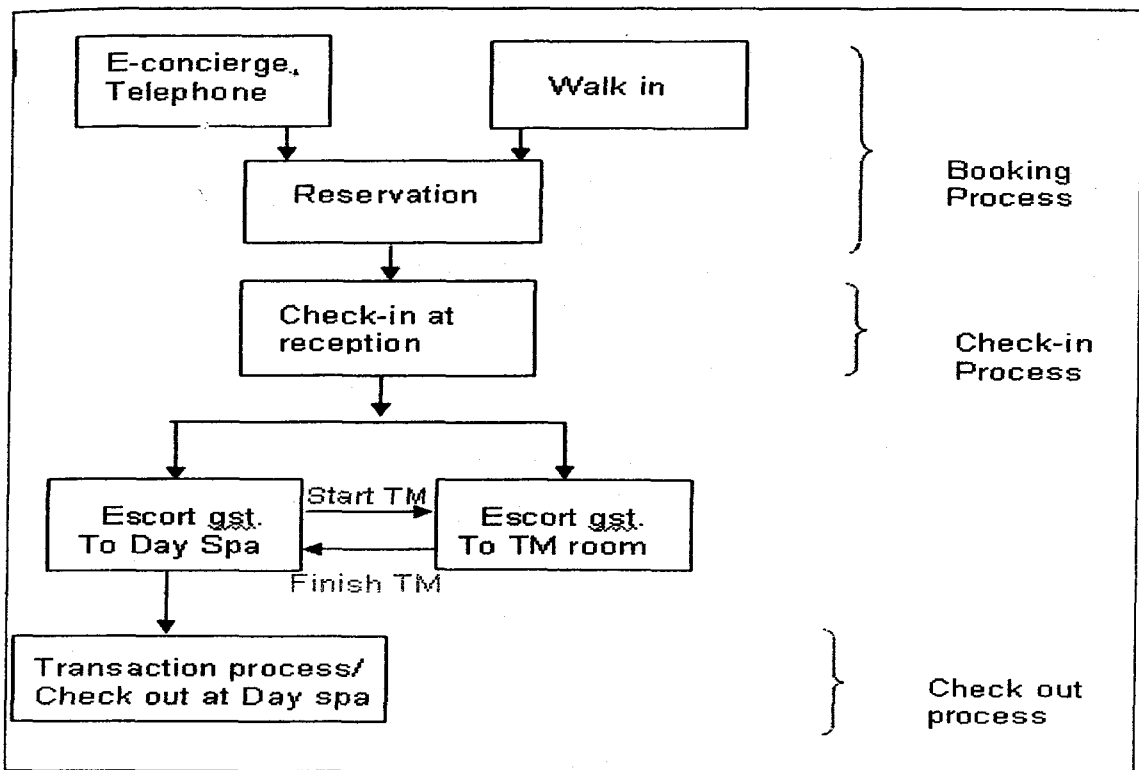 E-concierge,
Telephone
Walk in
Reservation
Booking
Process
Check-in at
reception
Check-in
Process
Escort gst.
To Day Spa
Start TM
Finish TM
Escort gst.
To TM room
Transaction process/
Check out at Day spa
Check out
process